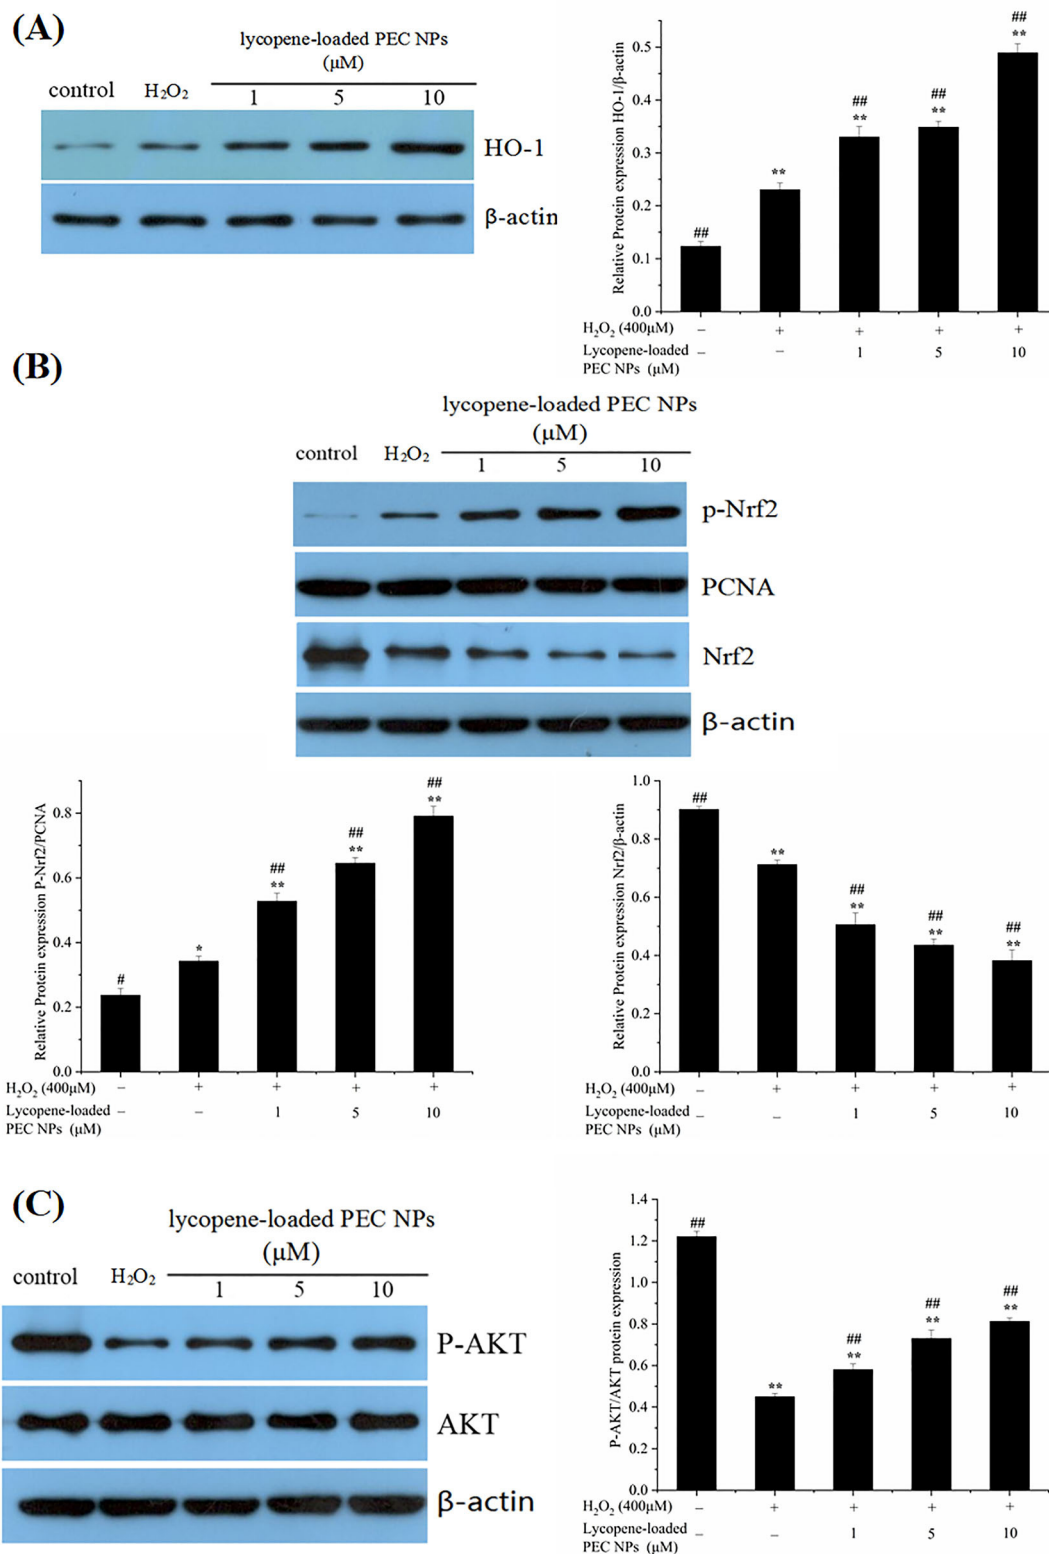 (A)
lycopene-loaded PEC NPs
(μM)
control H₂O₂ 1 5 10
HO-1
β-actin
Relative Protein expression HO-1/β-actin
0.5
0.4
0.3
0.2
0.1
0.0
##
**
##
**
##
**
##
**
##
H₂O₂ (400μM) – + + + +
Lycopene-loaded – – 1 5 10
PEC NPs (μM)
(B)
lycopene-loaded PEC NPs
(μM)
control H₂O₂ 1 5 10
p-Nrf2
PCNA
Nrf2
β-actin
Relative Protein expression P-Nrf2/PCNA
0.8
0.6
0.4
0.2
0.0
#
*
##
**
##
**
##
**
H₂O₂ (400μM) – + + + +
Lycopene-loaded – – 1 5 10
PEC NPs (μM)
Relative Protein expression Nrf2/β-actin
1.0
0.8
0.6
0.4
0.2
0.0
##
**
##
**
##
**
##
**
H₂O₂ (400μM) – + + + +
Lycopene-loaded – – 1 5 10
PEC NPs (μM)
(C)
lycopene-loaded PEC NPs
(μM)
control H₂O₂ 1 5 10
P-AKT
AKT
β-actin
P-AKT/AKT protein expression
1.4
1.2
1.0
0.8
0.6
0.4
0.2
0.0
##
**
##
**
##
**
##
**
H₂O₂ (400μM) – + + + +
Lycopene-loaded – – 1 5 10
PEC NPs (μM)